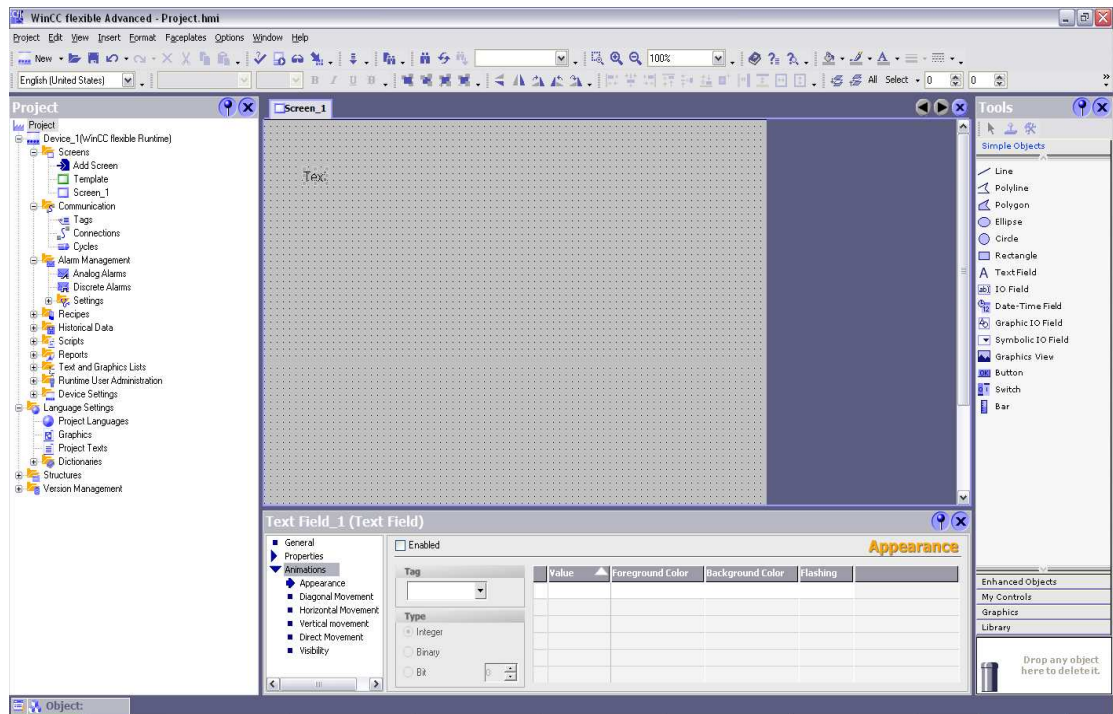 WinCC flexible Advanced - Project.hmi
Project Edit View Insert Format Faceplates Options Window Help
New 100%
English (United States) B I U All Select 0 0
Project
Screen_1
Tools
Project
Device_1(WinCC flexible Runtime)
Screens
Add Screen
Template
Screen_1
Communication
Tags
Connections
Cycles
Alarm Management
Analog Alarms
Discrete Alarms
Settings
Recipes
Historical Data
Scripts
Reports
Text and Graphics Lists
Runtime User Administration
Device Settings
Language Settings
Project Languages
Graphics
Project Texts
Dictionaries
Structures
Version Management
Text
Simple Objects
Line
Polyline
Polygon
Ellipse
Circle
Rectangle
A TextField
IO Field
Date-Time Field
Graphic IO Field
Symbolic IO Field
Graphics View
OK Button
Switch
Bar
Enhanced Objects
My Controls
Graphics
Library
Drop any object
here to delete it.
Text Field_1 (Text Field)
General
Properties
Animations
Appearance
Diagonal Movement
Horizontal Movement
Vertical movement
Direct Movement
Visibility
Enabled
Appearance
Tag
Type
Integer
Binary
Bit 0
Value Foreground Color Background Color Flashing
Object: